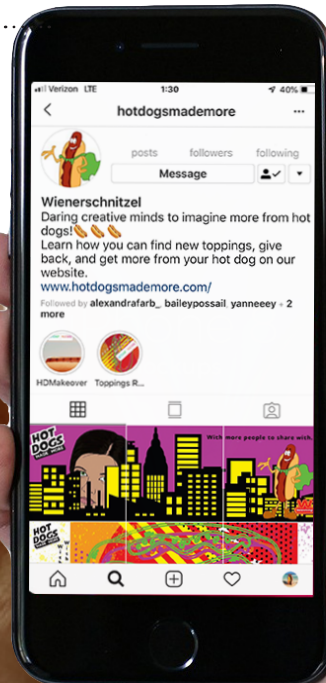 Verizon LTE 1:30 40%
hotdogsmademore
posts followers following
Message
Wienerschnitzel
Daring creative minds to imagine more from hot
dogs!🌭🌭🌭
Learn how you can find new toppings, give
back, and get more from your hot dog on our
website.
www.hotdogsmademore.com/
Followed by alexandrafarb_, baileypossail, yanneeey + 2
more
HDMakeover Toppings R...
HOT
DOGS
more people to share with.
HOT
DOGS